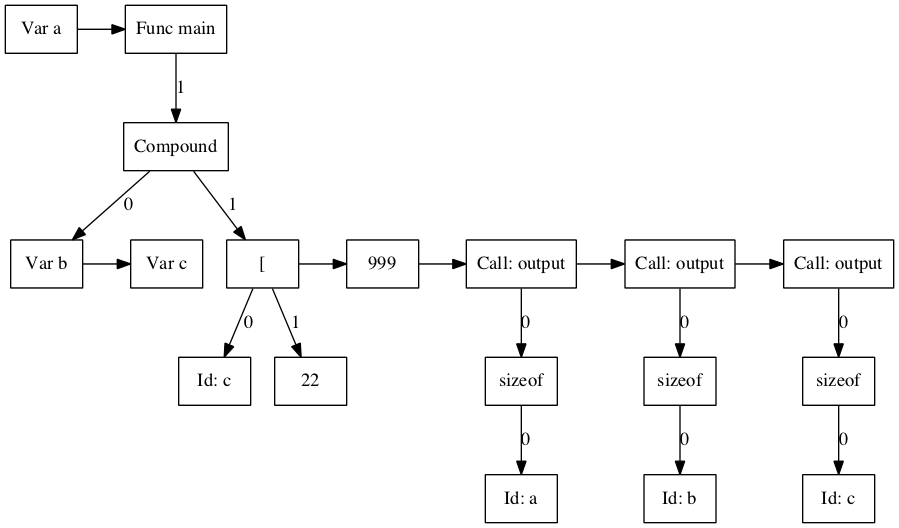 Var a
Func main
1
Compound
0
1
Var b
Var c
[
999
Call: output
Call: output
Call: output
0
1
0
0
0
Id: c
22
sizeof
sizeof
sizeof
0
0
0
Id: a
Id: b
Id: c